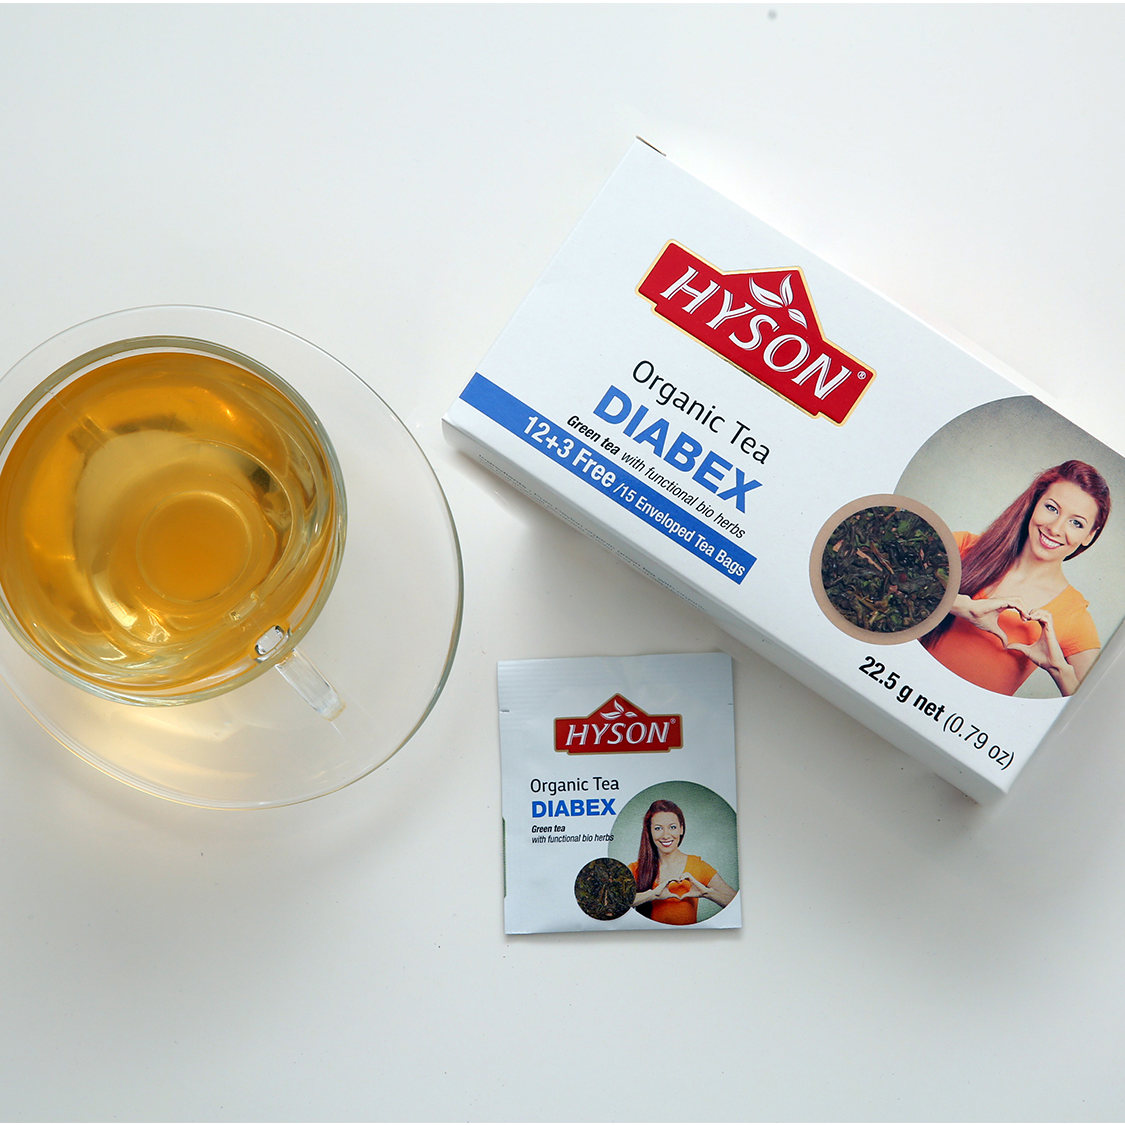 HYSON®
Organic Tea
DIABEX
Green tea with functional bio herbs
12+3 Free /15 Enveloped Tea Bags
22.5 g net (0.79 oz)
HYSON®
Organic Tea
DIABEX
Green tea
with functional bio herbs